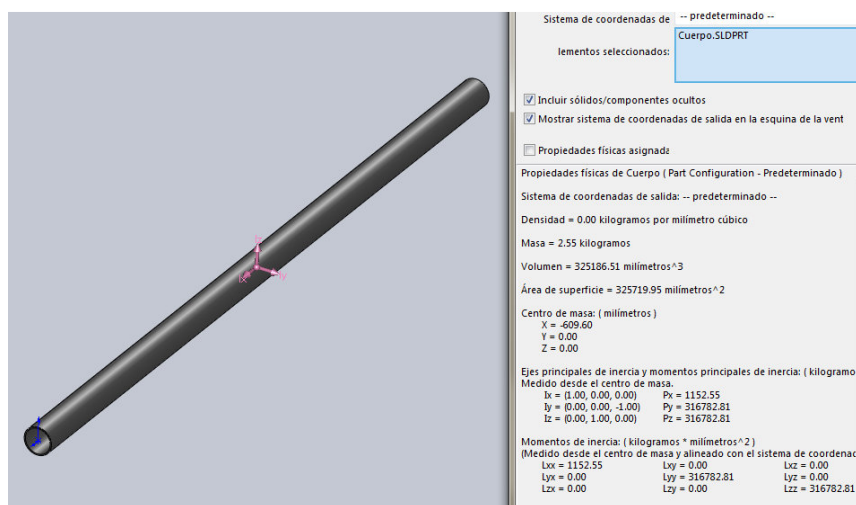 Sistema de coordenadas de -- predeterminado --
Cuerpo.SLDPRT
lementos seleccionados:
Incluir sólidos/componentes ocultos
Mostrar sistema de coordenadas de salida en la esquina de la vent
Propiedades físicas asignada
Propiedades físicas de Cuerpo ( Part Configuration - Predeterminado )
Sistema de coordenadas de salida: -- predeterminado --
Densidad = 0.00 kilogramos por milímetro cúbico
Masa = 2.55 kilogramos
Volumen = 325186.51 milímetros^3
Área de superficie = 325719.95 milímetros^2
Centro de masa: ( milímetros )
X = -609.60
Y = 0.00
Z = 0.00
Ejes principales de inercia y momentos principales de inercia: ( kilogramo
Medido desde el centro de masa.
Ix = (1.00, 0.00, 0.00) Px = 1152.55
Iy = (0.00, 0.00, -1.00) Py = 316782.81
Iz = (0.00, 1.00, 0.00) Pz = 316782.81
Momentos de inercia: ( kilogramos * milímetros^2 )
(Medido desde el centro de masa y alineado con el sistema de coordenad
Lxx = 1152.55 Lxy = 0.00 Lxz = 0.00
Lyx = 0.00 Lyy = 316782.81 Lyz = 0.00
Lzx = 0.00 Lzy = 0.00 Lzz = 316782.81